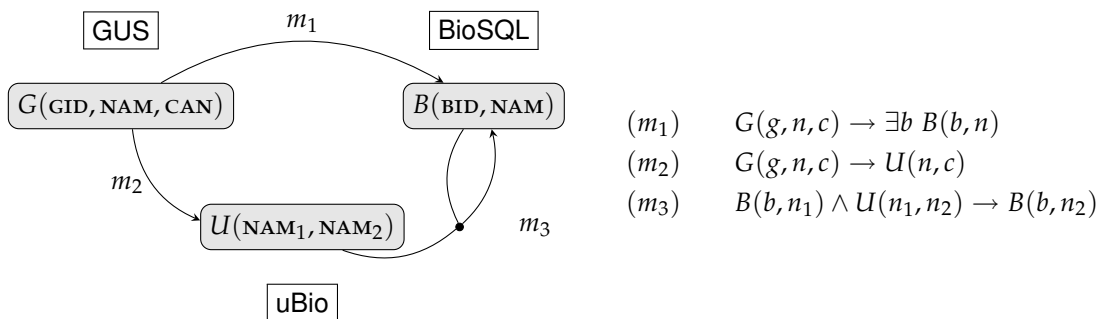 GUS
m₁
BioSQL
G(GID, NAM, CAN)
B(BID, NAM)
m₂
U(NAM₁, NAM₂)
m₃
uBio
(m₁) G(g, n, c) → ∃b B(b, n)
(m₂) G(g, n, c) → U(n, c)
(m₃) B(b, n₁) ∧ U(n₁, n₂) → B(b, n₂)